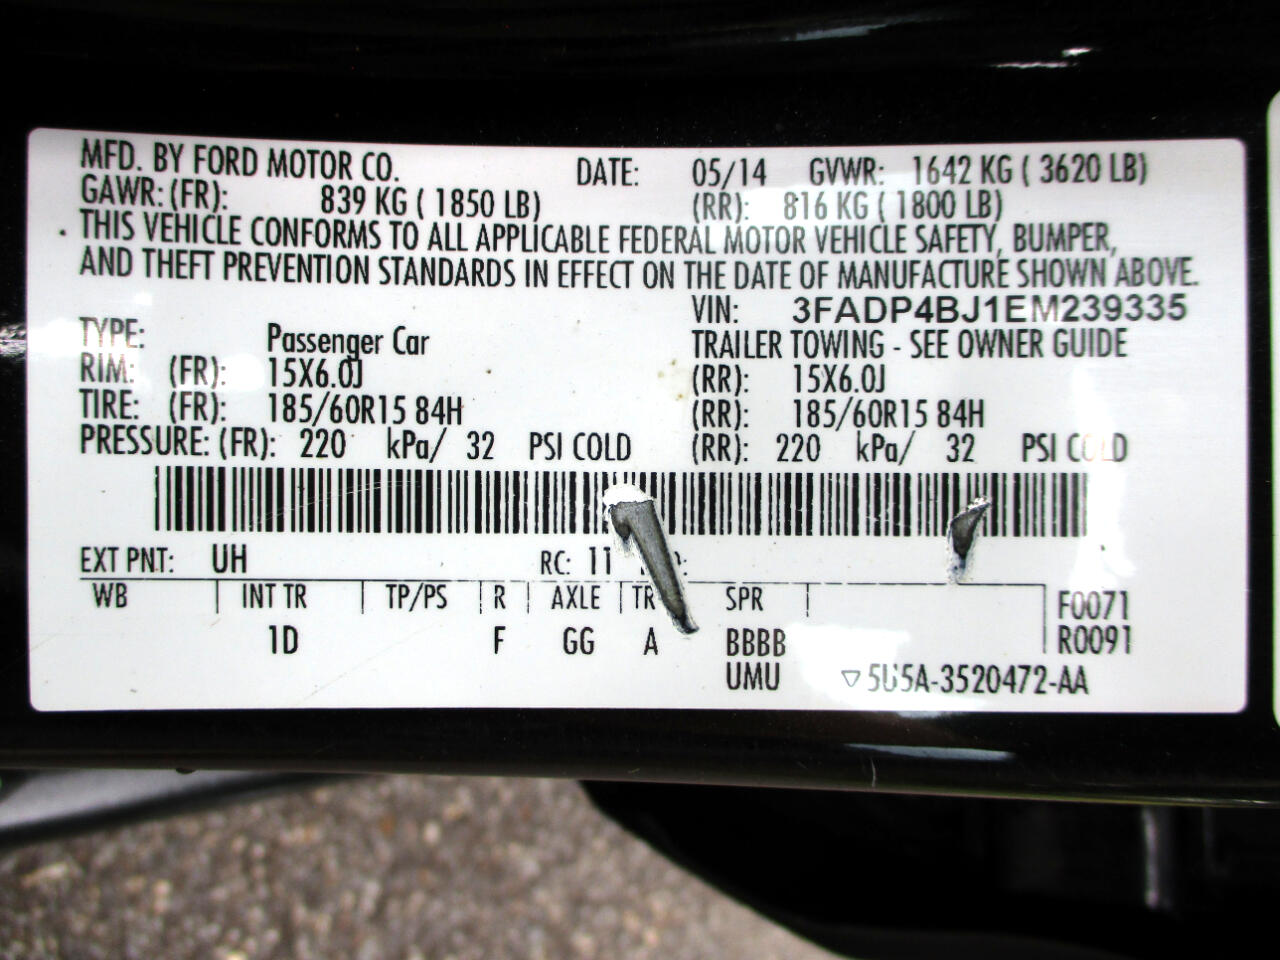 MFD. BY FORD MOTOR CO. DATE: 05/14 GVWR: 1642 KG ( 3620 LB)
GAWR: (FR): 839 KG ( 1850 LB) (RR): 816 KG ( 1800 LB)
THIS VEHICLE CONFORMS TO ALL APPLICABLE FEDERAL MOTOR VEHICLE SAFETY, BUMPER,
AND THEFT PREVENTION STANDARDS IN EFFECT ON THE DATE OF MANUFACTURE SHOWN ABOVE.
VIN: 3FADP4BJ1EM239335
TYPE: Passenger Car TRAILER TOWING - SEE OWNER GUIDE
RIM: (FR): 15X6.0J (RR): 15X6.0J
TIRE: (FR): 185/60R15 84H (RR): 185/60R15 84H
PRESSURE: (FR): 220 kPa/ 32 PSI COLD (RR): 220 kPa/ 32 PSI COLD
EXT PNT: UH RC: 11
WB INT TR TP/PS R AXLE TR SPR F0071
1D F GG A BBBB R0091
UMU ▽5U5A-3520472-AA